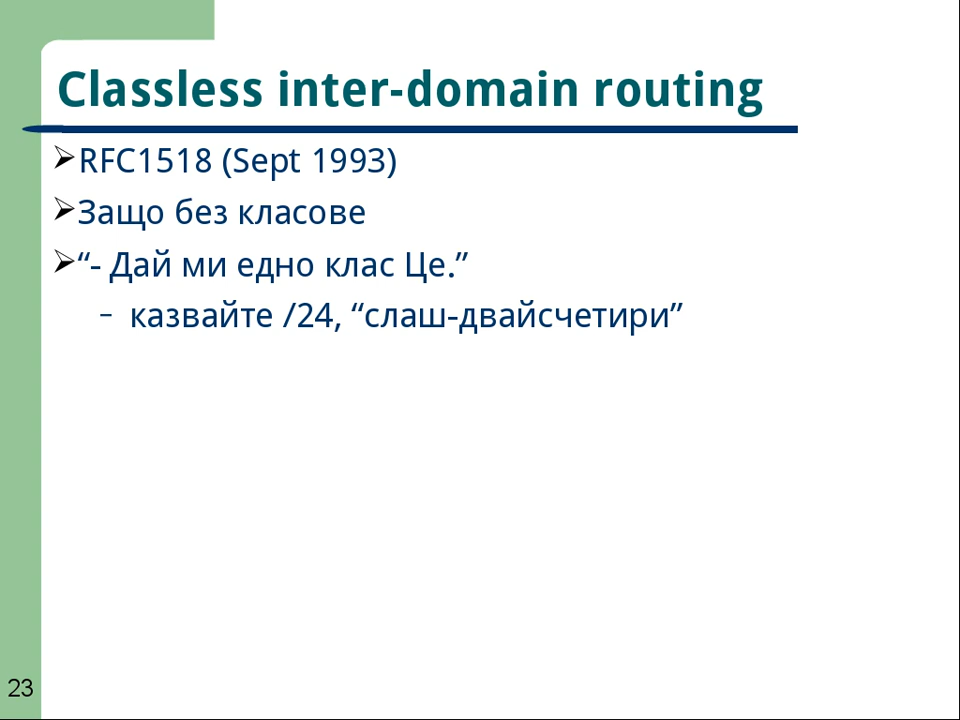 Classless inter-domain routing
RFC1518 (Sept 1993)
Защо без класове
“- Дай ми едно клас Це.”
– казвайте /24, “слаш-двайсчетири”
23